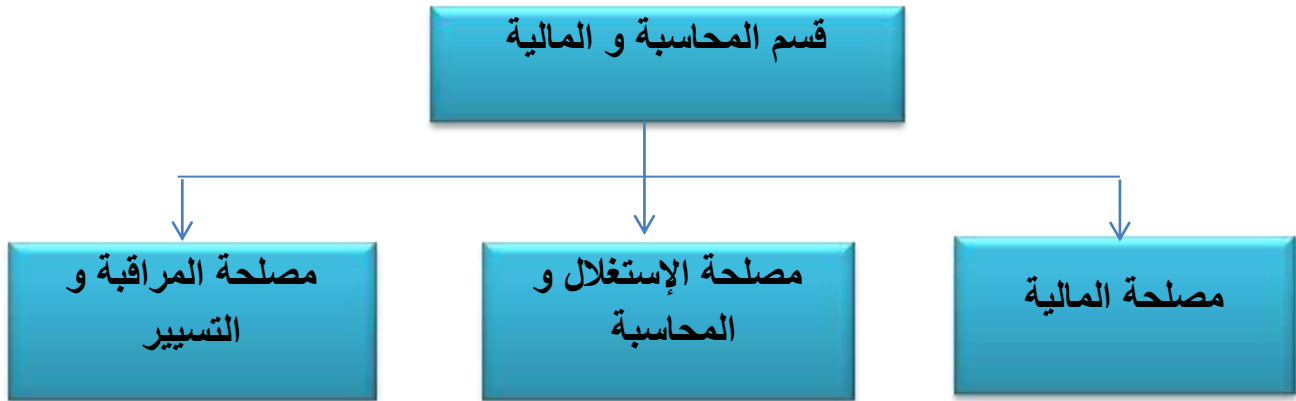 قسم المحاسبة و المالية
مصلحة المالية
مصلحة الإستغلال و
المحاسبة
مصلحة المراقبة و
التسيير